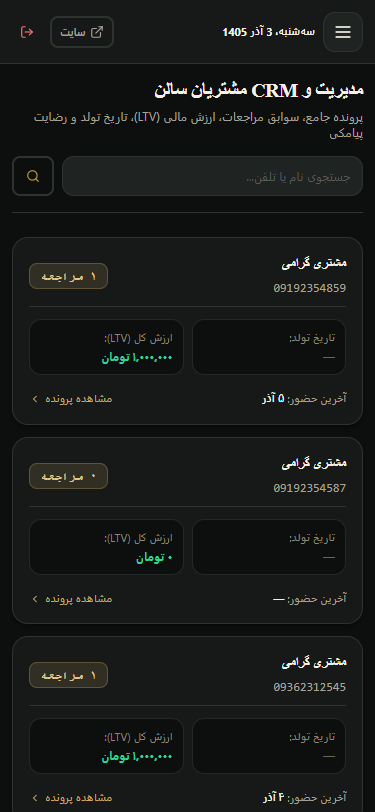 سه‌شنبه، 3 آذر 1405
سایت
مدیریت و CRM مشتریان سالن
پرونده جامع، سوابق مراجعات، ارزش مالی (LTV)، تاریخ تولد و رضایت
پیامکی
جستجوی نام یا تلفن...
مشتری گرامی
09192354859
۱ مراجعه
تاریخ تولد:
—
ارزش کل (LTV):
۱,۰۰۰,۰۰۰ تومان
آخرین حضور: ۵ آذر
مشاهده پرونده
مشتری گرامی
09192354587
۰ مراجعه
تاریخ تولد:
—
ارزش کل (LTV):
۰ تومان
آخرین حضور: —
مشاهده پرونده
مشتری گرامی
09362312545
۱ مراجعه
تاریخ تولد:
—
ارزش کل (LTV):
۱,۰۰۰,۰۰۰ تومان
آخرین حضور: ۴ آذر
مشاهده پرونده